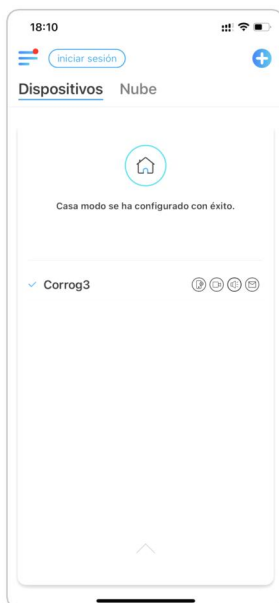 18:10
iniciar sesión
Dispositivos Nube
Casa modo se ha configurado con éxito.
Corrog3